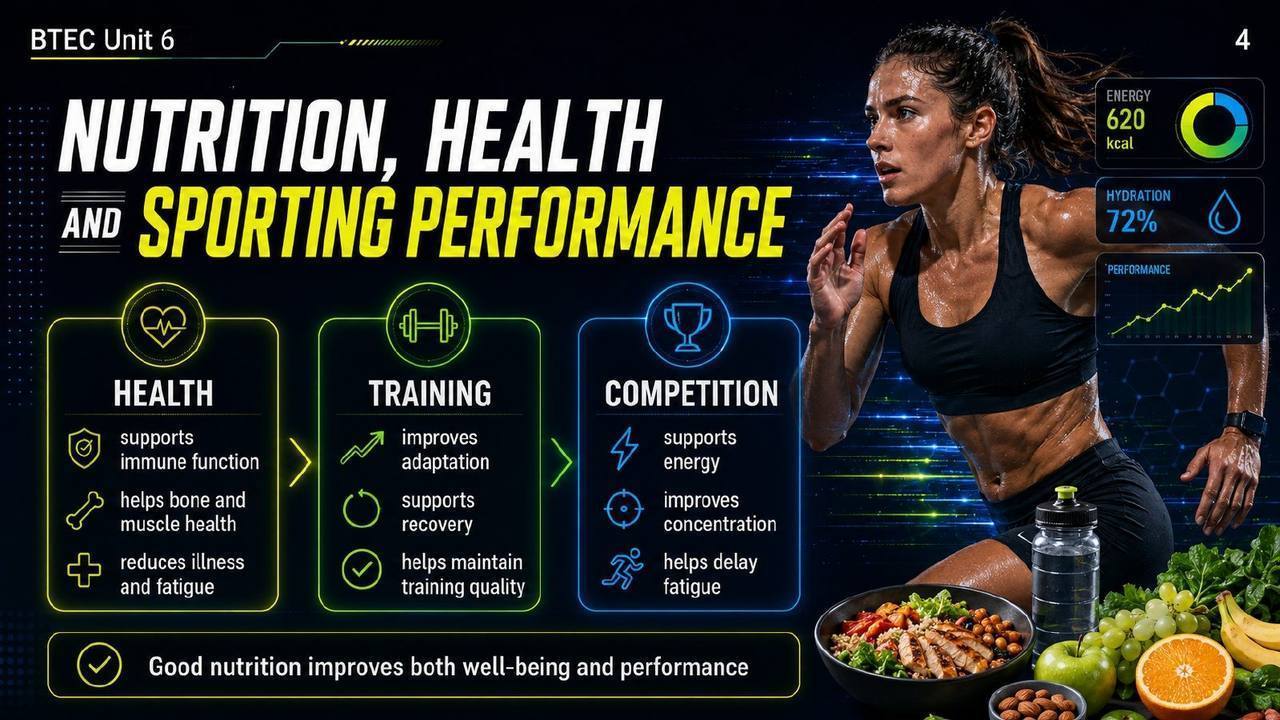 BTEC Unit 6
4
NUTRITION, HEALTH
AND SPORTING PERFORMANCE
HEALTH
supports
immune function
helps bone and
muscle health
reduces illness
and fatigue
TRAINING
improves
adaptation
supports
recovery
helps maintain
training quality
COMPETITION
supports
energy
improves
concentration
helps delay
fatigue
Good nutrition improves both well-being and performance
ENERGY
620
kcal
HYDRATION
72%
PERFORMANCE